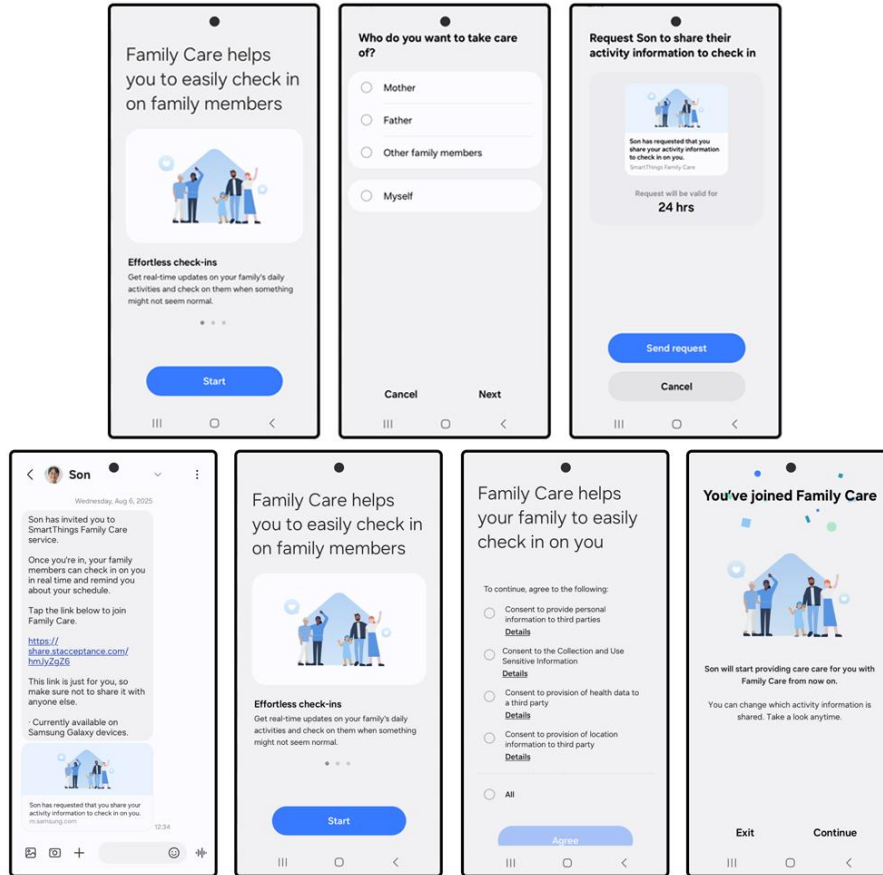 Family Care helps
you to easily check in
on family members
Effortless check-ins
Get real-time updates on your family's daily
activities and check on them when something
might not seem normal.
Start
Who do you want to take care
of?
Mother
Father
Other family members
Myself
Cancel
Next
Request Son to share their
activity information to check in
Son has requested that you
share your activity information
to check in on you.
SmartThings Family Care
Request will be valid for
24 hrs
Send request
Cancel
Son
Wednesday, Aug 6, 2025
Son has invited you to
SmartThings Family Care
service.
Once you're in, your family
members can check in on you
in real time and remind you
about your schedule.
Tap the link below to join
Family Care.
https://
share.stacceptance.com/
hmJyZgZ6
This link is just for you, so
make sure not to share it with
anyone else.
· Currently available on
Samsung Galaxy devices.
Son has requested that you share your
activity information to check in on you.
m.samsung.com
12:34
Family Care helps
you to easily check in
on family members
Effortless check-ins
Get real-time updates on your family's daily
activities and check on them when something
might not seem normal.
Start
Family Care helps
your family to easily
check in on you
To continue, agree to the following:
Consent to provide personal
information to third parties
Details
Consent to the Collection and Use
Sensitive Information
Details
Consent to provision of health data to
a third party
Details
Consent to provision of location
information to third party
Details
All
Agree
You've joined Family Care
Son will start providing care care for you with
Family Care from now on.
You can change which activity information is
shared. Take a look anytime.
Exit
Continue